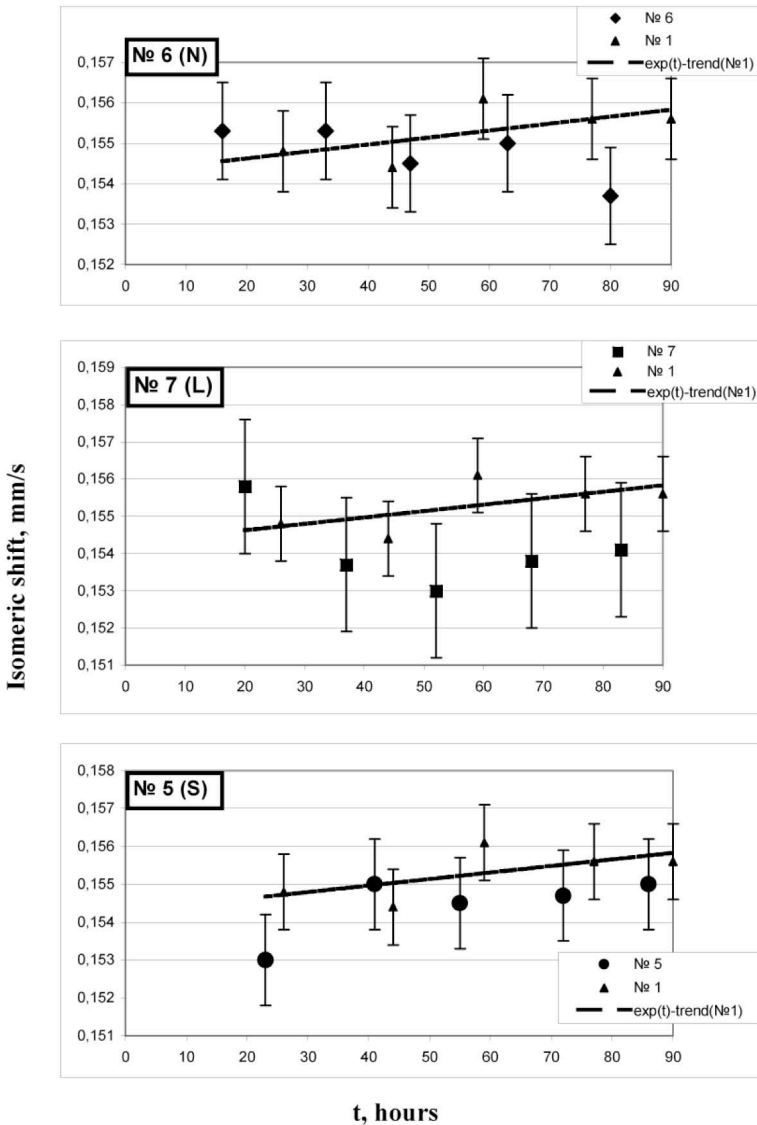 № 6 (N)
№ 6
№ 1
exp(t)-trend(№1)
0,157
0,156
0,155
0,154
0,153
0,152
0 10 20 30 40 50 60 70 80 90
№ 7 (L)
№ 7
№ 1
exp(t)-trend(№1)
0,159
0,158
0,157
0,156
0,155
0,154
0,153
0,152
0,151
0 10 20 30 40 50 60 70 80 90
Isomeric shift, mm/s
№ 5 (S)
0,158
0,157
0,156
0,155
0,154
0,153
0,152
0,151
№ 5
№ 1
exp(t)-trend(№1)
0 10 20 30 40 50 60 70 80 90
t, hours